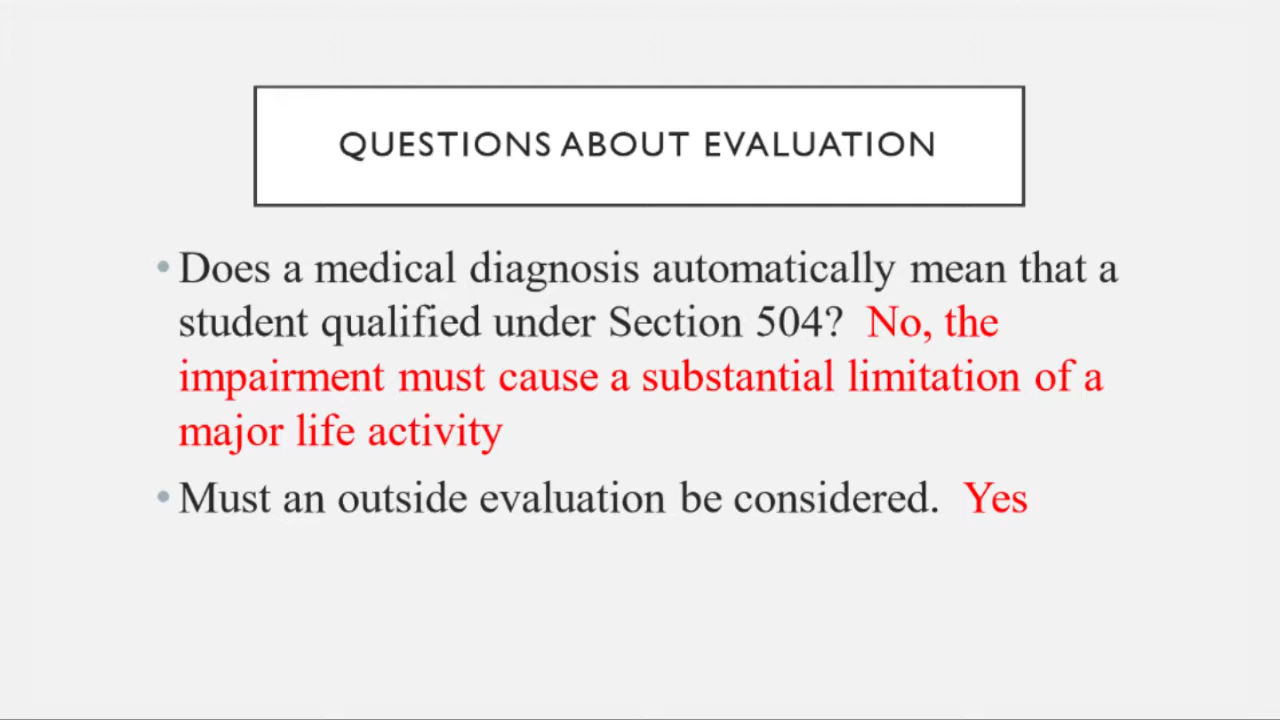 QUESTIONS ABOUT EVALUATION
• Does a medical diagnosis automatically mean that a
student qualified under Section 504? No, the
impairment must cause a substantial limitation of a
major life activity
• Must an outside evaluation be considered. Yes